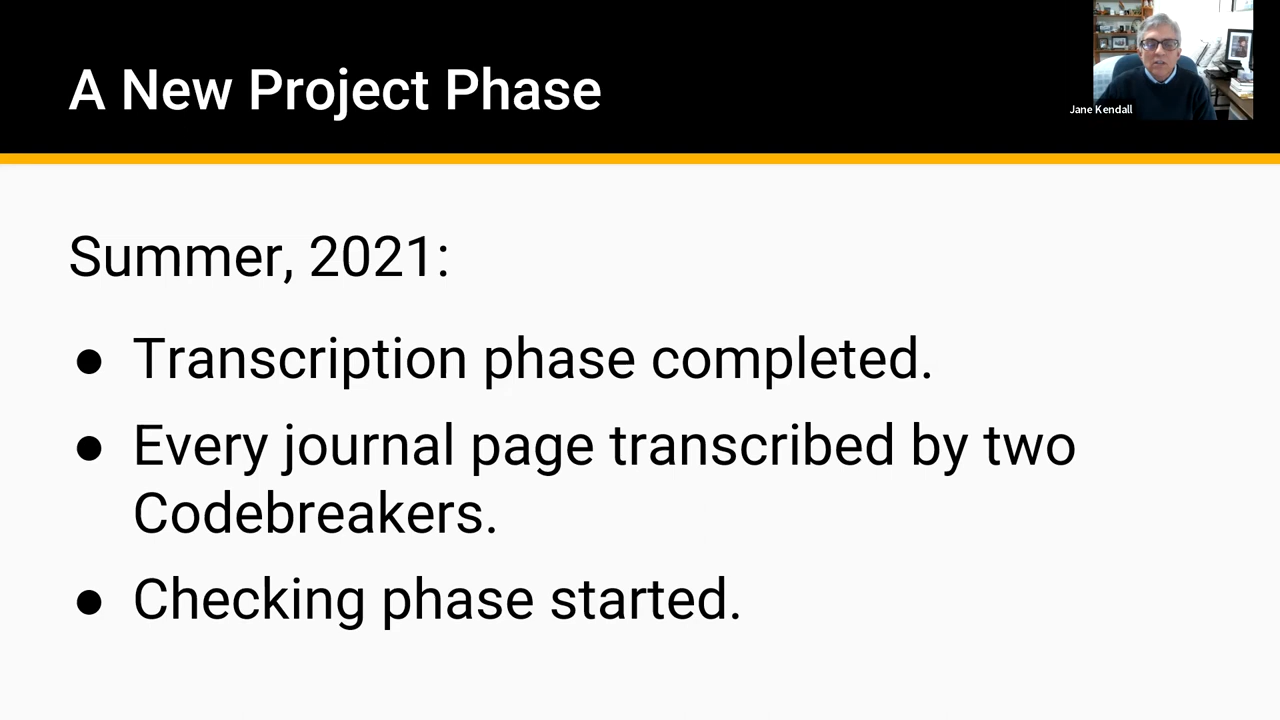 A New Project Phase
Jane Kendall
Summer, 2021:
● Transcription phase completed.
● Every journal page transcribed by two
Codebreakers.
● Checking phase started.